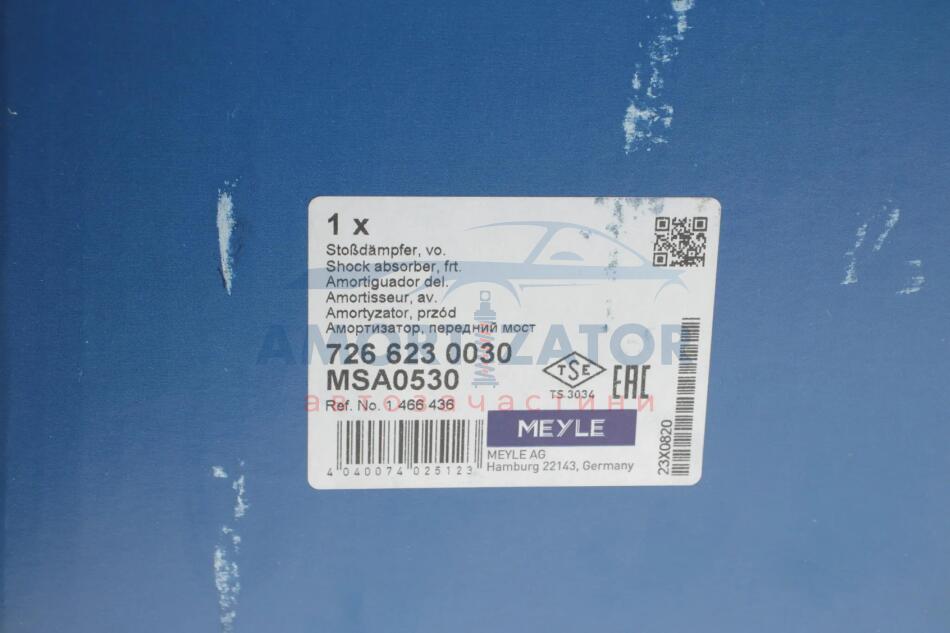 1 x
Stoßdämpfer, vo.
Shock absorber, frt.
Amortiguador del.
Amortisseur, av.
Amortyzator, przód
Амортизатор, передний мост
AMORTIZATOR
726 623 0030
MSA0530
TSE
TS 3034
EAC
автозапчастини
Ref. No. 1 466 436
MEYLE
MEYLE AG
Hamburg 22143, Germany
4 040074 025123
23X0820